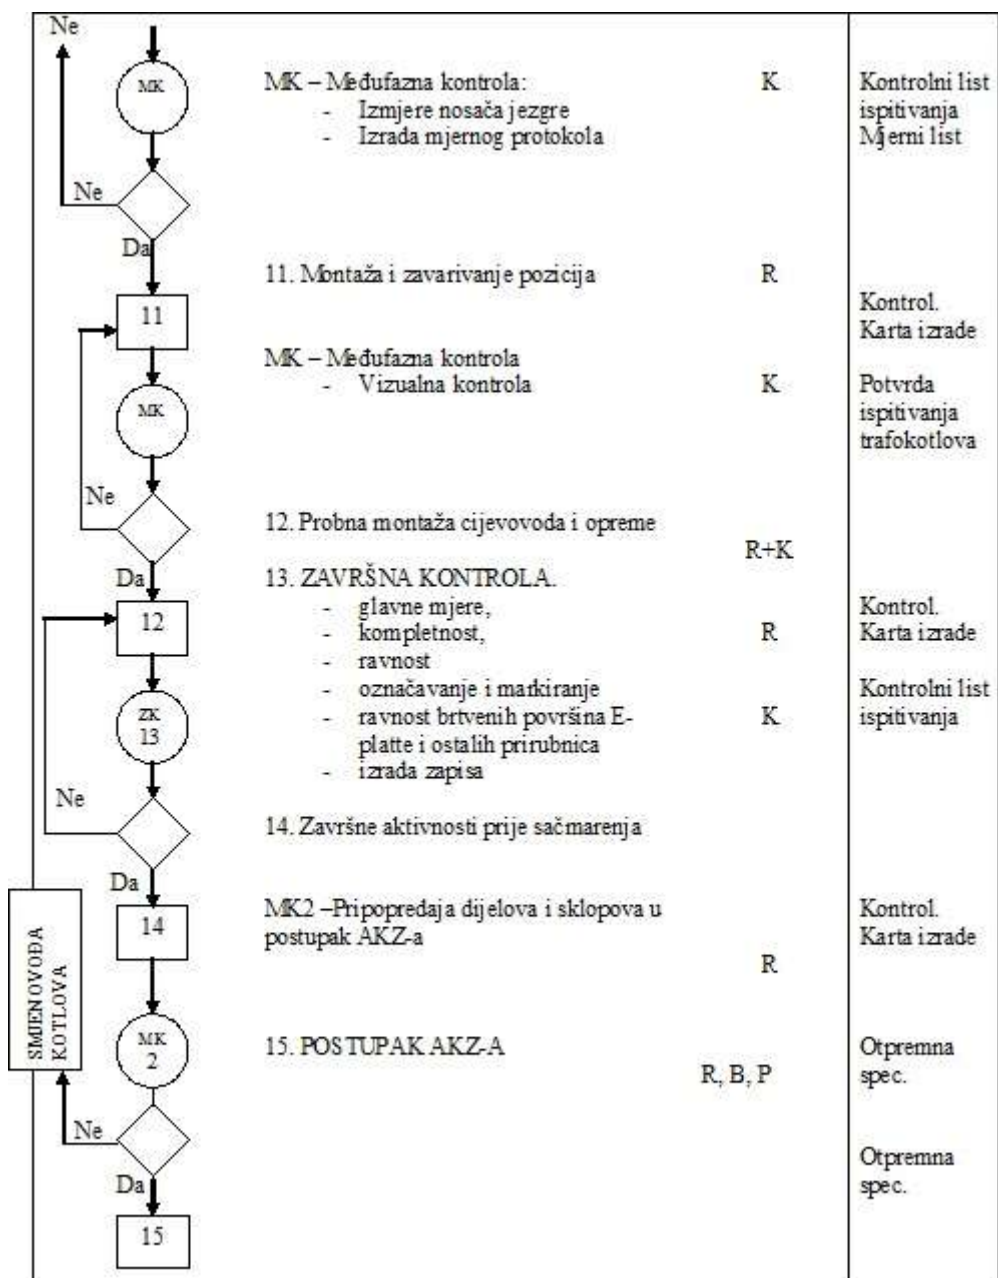 Ne
MK
Ne
Da
11
MK
Ne
Da
12
ZK
13
Ne
Da
14
SMJENOVOĐA
KOTLOVA
MK
2
Ne
Da
15
MK – Međufazna kontrola: K
- Izmjere nosača jezgre
- Izrada mjernog protokola
11. Montaža i zavarivanje pozicija R
MK – Međufazna kontrola
- Vizualna kontrola K
12. Probna montaža cijevovoda i opreme
R+K
13. ZAVRŠNA KONTROLA.
- glavne mjere,
- kompletnost, R
- ravnost
- označavanje i markiranje
- ravnost brtvenih površina E- K
platte i ostalih prirubnica
- izrada zapisa
14. Završne aktivnosti prije sačmarenja
MK2 –Pripopredaja dijelova i sklopova u
postupak AKZ-a
R
15. POSTUPAK AKZ-A
R, B, P
Kontrolni list
ispitivanja
Mjerni list
Kontrol.
Karta izrade
Potvrda
ispitivanja
trafokotlova
Kontrol.
Karta izrade
Kontrolni list
ispitivanja
Kontrol.
Karta izrade
Otpremna
spec.
Otpremna
spec.